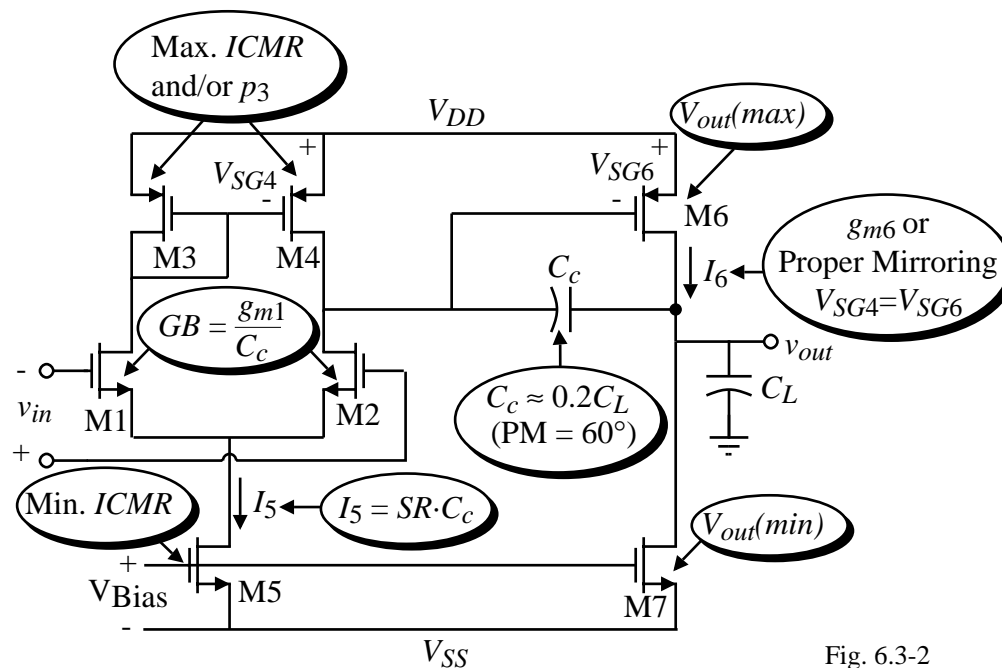 Max. ICMR
and/or p3
VDD
Vout(max)
+
+
VSG4
VSG6
-
-
M6
M3
M4
Cc
I6
gm6 or
Proper Mirroring
VSG4=VSG6
GB = gm1/Cc
-
vin
+
M1
M2
Cc ≈ 0.2CL
(PM = 60°)
vout
CL
Min. ICMR
I5
I5 = SR·Cc
Vout(min)
+
VBias
-
M5
M7
VSS
Fig. 6.3-2